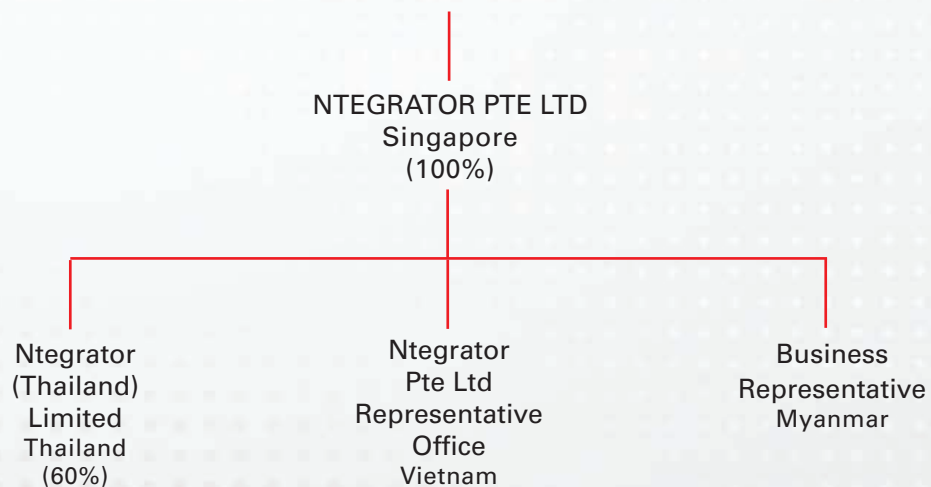 NTEGRATOR PTE LTD
Singapore
(100%)
Ntegrator
(Thailand)
Limited
Thailand
(60%)
Ntegrator
Pte Ltd
Representative
Office
Vietnam
Business
Representative
Myanmar